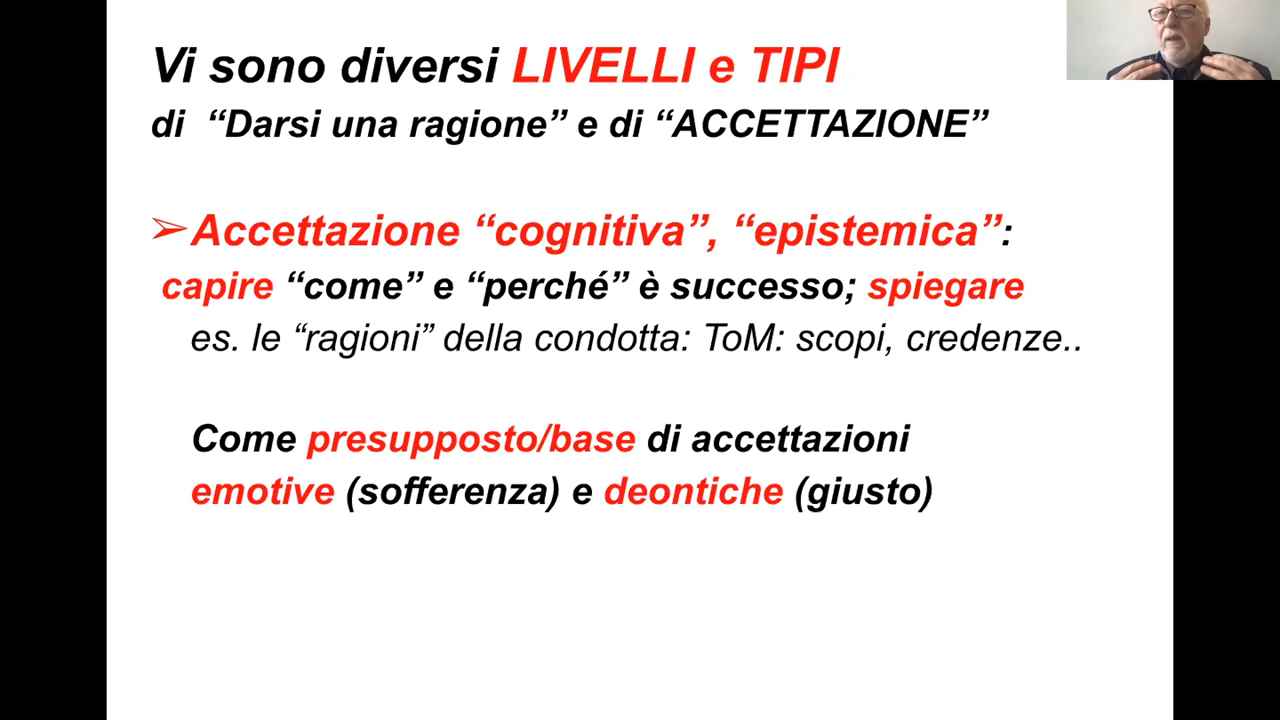 Vi sono diversi LIVELLI e TIPI
di “Darsi una ragione” e di “ACCETTAZIONE”
➢Accettazione “cognitiva”, “epistemica”:
capire “come” e “perché” è successo; spiegare
es. le “ragioni” della condotta: ToM: scopi, credenze..
Come presupposto/base di accettazioni
emotive (sofferenza) e deontiche (giusto)